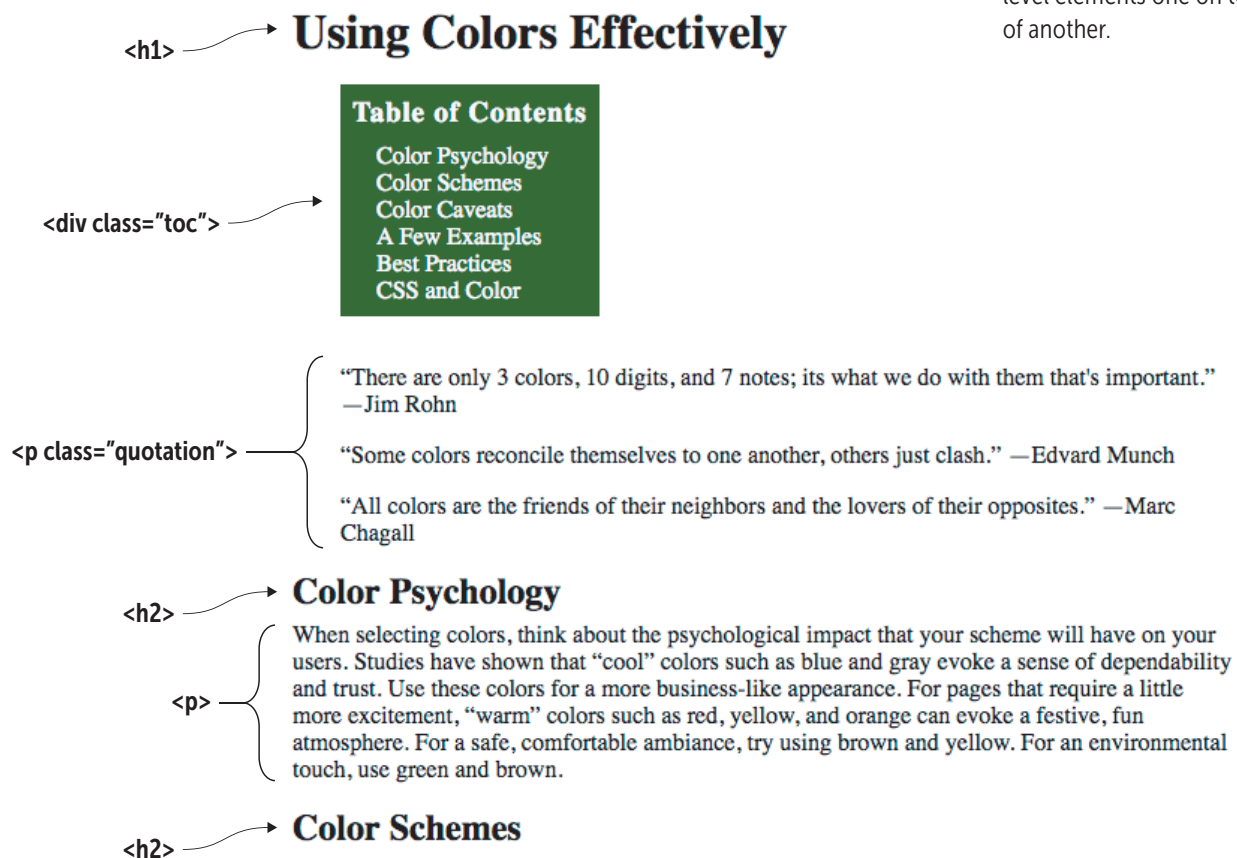 level elements one on
of another.
<h1>
Using Colors Effectively
Table of Contents
Color Psychology
Color Schemes
Color Caveats
A Few Examples
Best Practices
CSS and Color
<div class="toc">
“There are only 3 colors, 10 digits, and 7 notes; its what we do with them that's important.”
—Jim Rohn
<p class="quotation">
“Some colors reconcile themselves to one another, others just clash.” —Edvard Munch
“All colors are the friends of their neighbors and the lovers of their opposites.” —Marc
Chagall
<h2>
Color Psychology
When selecting colors, think about the psychological impact that your scheme will have on your
users. Studies have shown that “cool” colors such as blue and gray evoke a sense of dependability
and trust. Use these colors for a more business-like appearance. For pages that require a little
<p>
more excitement, “warm” colors such as red, yellow, and orange can evoke a festive, fun
atmosphere. For a safe, comfortable ambiance, try using brown and yellow. For an environmental
touch, use green and brown.
<h2>
Color Schemes